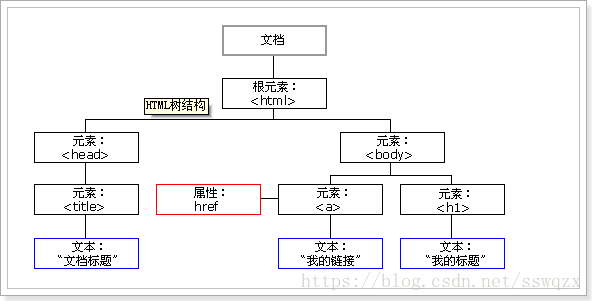 文档
根元素：
<html>
HTML树结构
元素：
<head>
元素：
<body>
元素：
<title>
属性：
href
元素：
<a>
元素：
<h1>
文本：
“文档标题”
文本：
“我的链接”
文本：
“我的标题”
https://blog.csdn.net/sswqzx